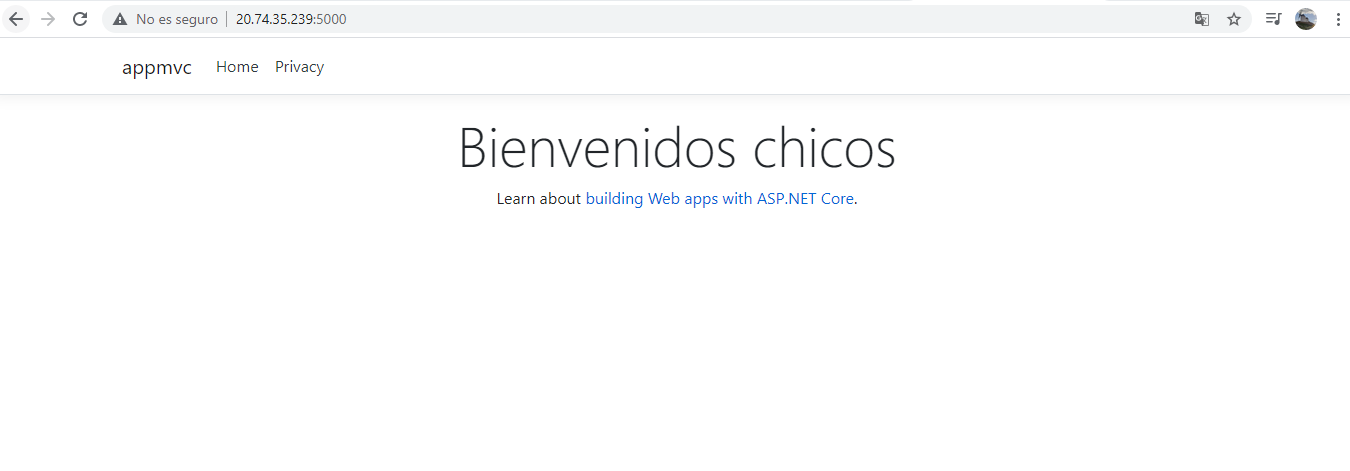 No es seguro 20.74.35.239:5000
appmvc Home Privacy
Bienvenidos chicos
Learn about building Web apps with ASP.NET Core.